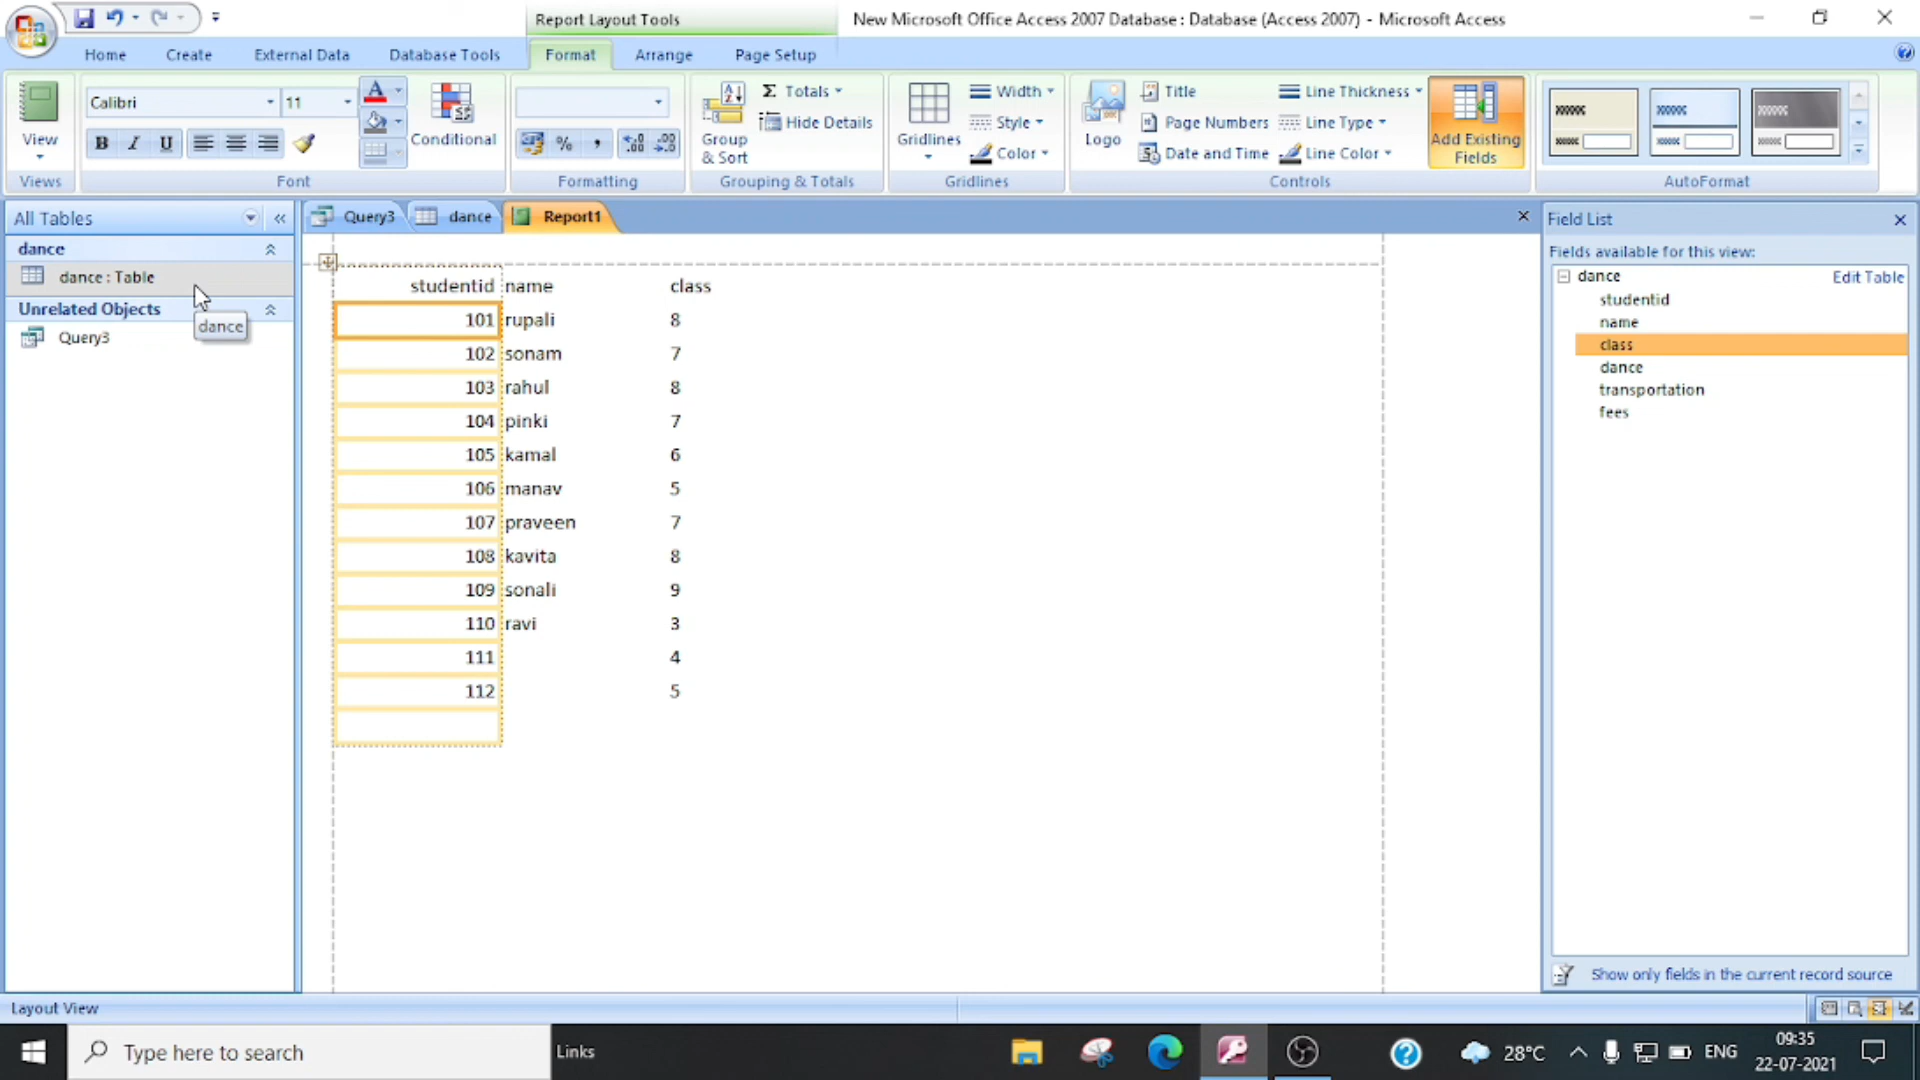 Report Layout Tools
New Microsoft Office Access 2007 Database : Database (Access 2007) - Microsoft Access
Home
Create
External Data
Database Tools
Format
Arrange
Page Setup
View
Views
Calibri
11
A
B I U
Conditional
Font
%
,
Formatting
Group
& Sort
Σ Totals
Hide Details
Grouping & Totals
Gridlines
Width
Style
Color
Gridlines
Logo
Title
Page Numbers
Date and Time
Line Thickness
Line Type
Line Color
Add Existing
Fields
Controls
AutoFormat
All Tables
dance
dance : Table
Unrelated Objects
dance
Query3
Query3
dance
Report1
studentid name class
101 rupali 8
102 sonam 7
103 rahul 8
104 pinki 7
105 kamal 6
106 manav 5
107 praveen 7
108 kavita 8
109 sonali 9
110 ravi 3
111 4
112 5
Field List
Fields available for this view:
dance
Edit Table
studentid
name
class
dance
transportation
fees
Show only fields in the current record source
Layout View
Type here to search
Links
28°C
ENG
09:35
22-07-2021